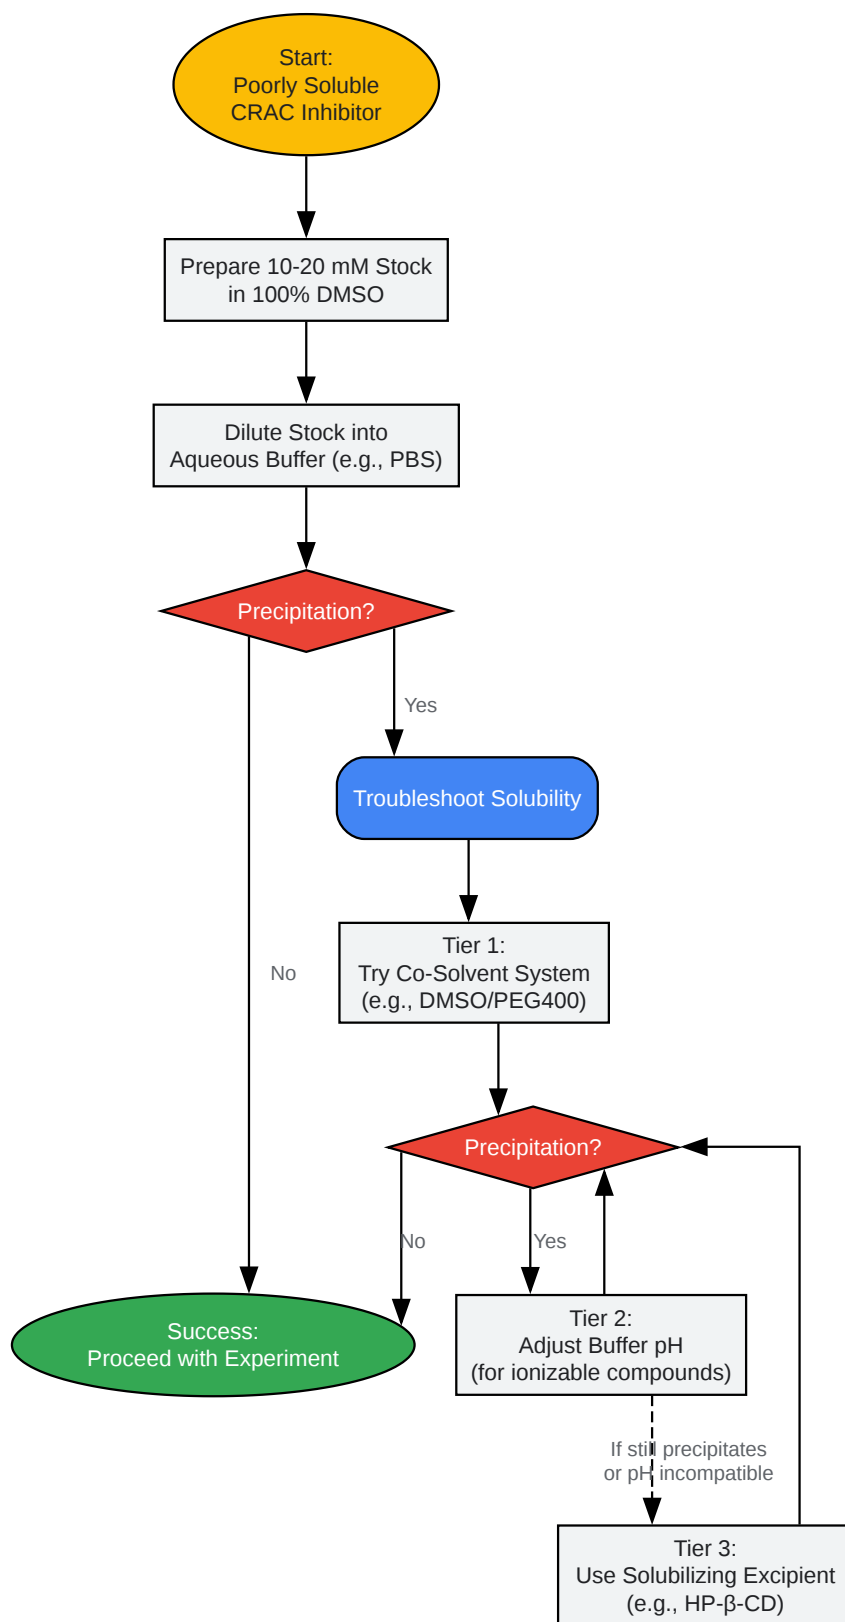 Start:
Poorly Soluble
CRAC Inhibitor
Prepare 10-20 mM Stock
in 100% DMSO
Dilute Stock into
Aqueous Buffer (e.g., PBS)
Precipitation?
Yes
Troubleshoot Solubility
No
Tier 1:
Try Co-Solvent System
(e.g., DMSO/PEG400)
Precipitation?
No
Yes
Success:
Proceed with Experiment
Tier 2:
Adjust Buffer pH
(for ionizable compounds)
If still precipitates
or pH incompatible
Tier 3:
Use Solubilizing Excipient
(e.g., HP-β-CD)